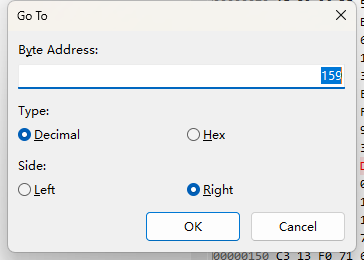 Go To
Byte Address:
159
Type:
Decimal
Hex
Side:
Left
Right
OK
Cancel
00000150 C3 13 F0 71